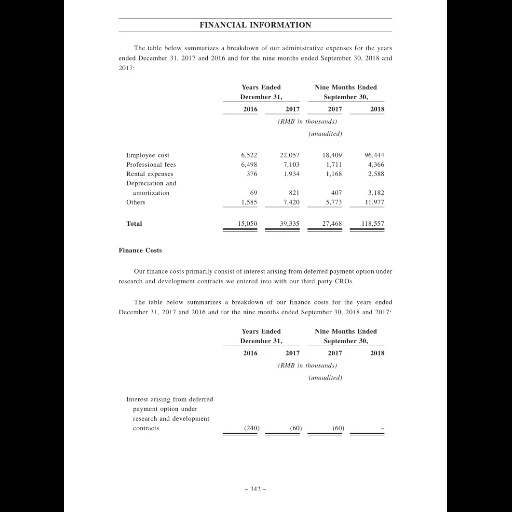 FINANCIAL INFORMATION
The table below summarizes a breakdown of our administrative expenses for the years
ended December 31, 2017 and 2016 and for the nine months ended September 30, 2018 and
2017:
Years Ended Nine Months Ended
December 31, September 30,
2016 2017 2017 2018
(RMB in thousands)
(unaudited)
Employee cost 6,522 22,057 18,409 96,444
Professional fees 6,498 7,103 1,711 4,366
Rental expenses 376 1,934 1,168 2,588
Depreciation and
amortization 69 821 407 3,182
Others 1,585 7,420 5,773 11,977
Total 15,050 39,335 27,468 118,557
Finance Costs
Our finance costs primarily consist of interest arising from deferred payment option under
research and development contracts we entered into with our third party CROs.
The table below summarizes a breakdown of our finance costs for the years ended
December 31, 2017 and 2016 and for the nine months ended September 30, 2018 and 2017:
Years Ended Nine Months Ended
December 31, September 30,
2016 2017 2017 2018
(RMB in thousands)
(unaudited)
Interest arising from deferred
payment option under
research and development
contracts (240) (60) (60) –
– 342 –